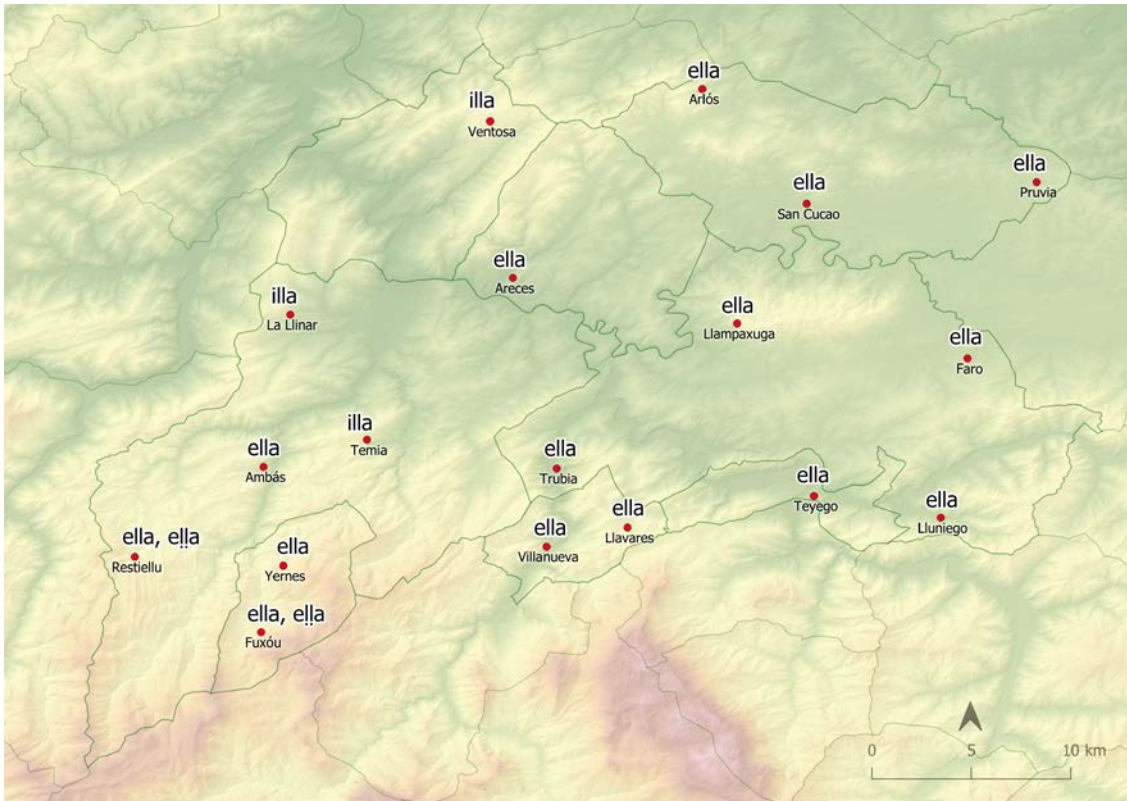 ella
Arlós
illa
Ventosa
ella
Pruvia
ella
San Cucao
ella
Areces
illa
La Llinar
ella
Llampaxuga
ella
Faro
illa
Temia
ella
Ambás
ella
Trubia
ella
Teyego
ella
Lluniego
ella
Llavares
ella
Villanueva
ella, eḷḷa
Restiellu
ella
Yernes
ella, eḷḷa
Fuxóu
0 5 10 km